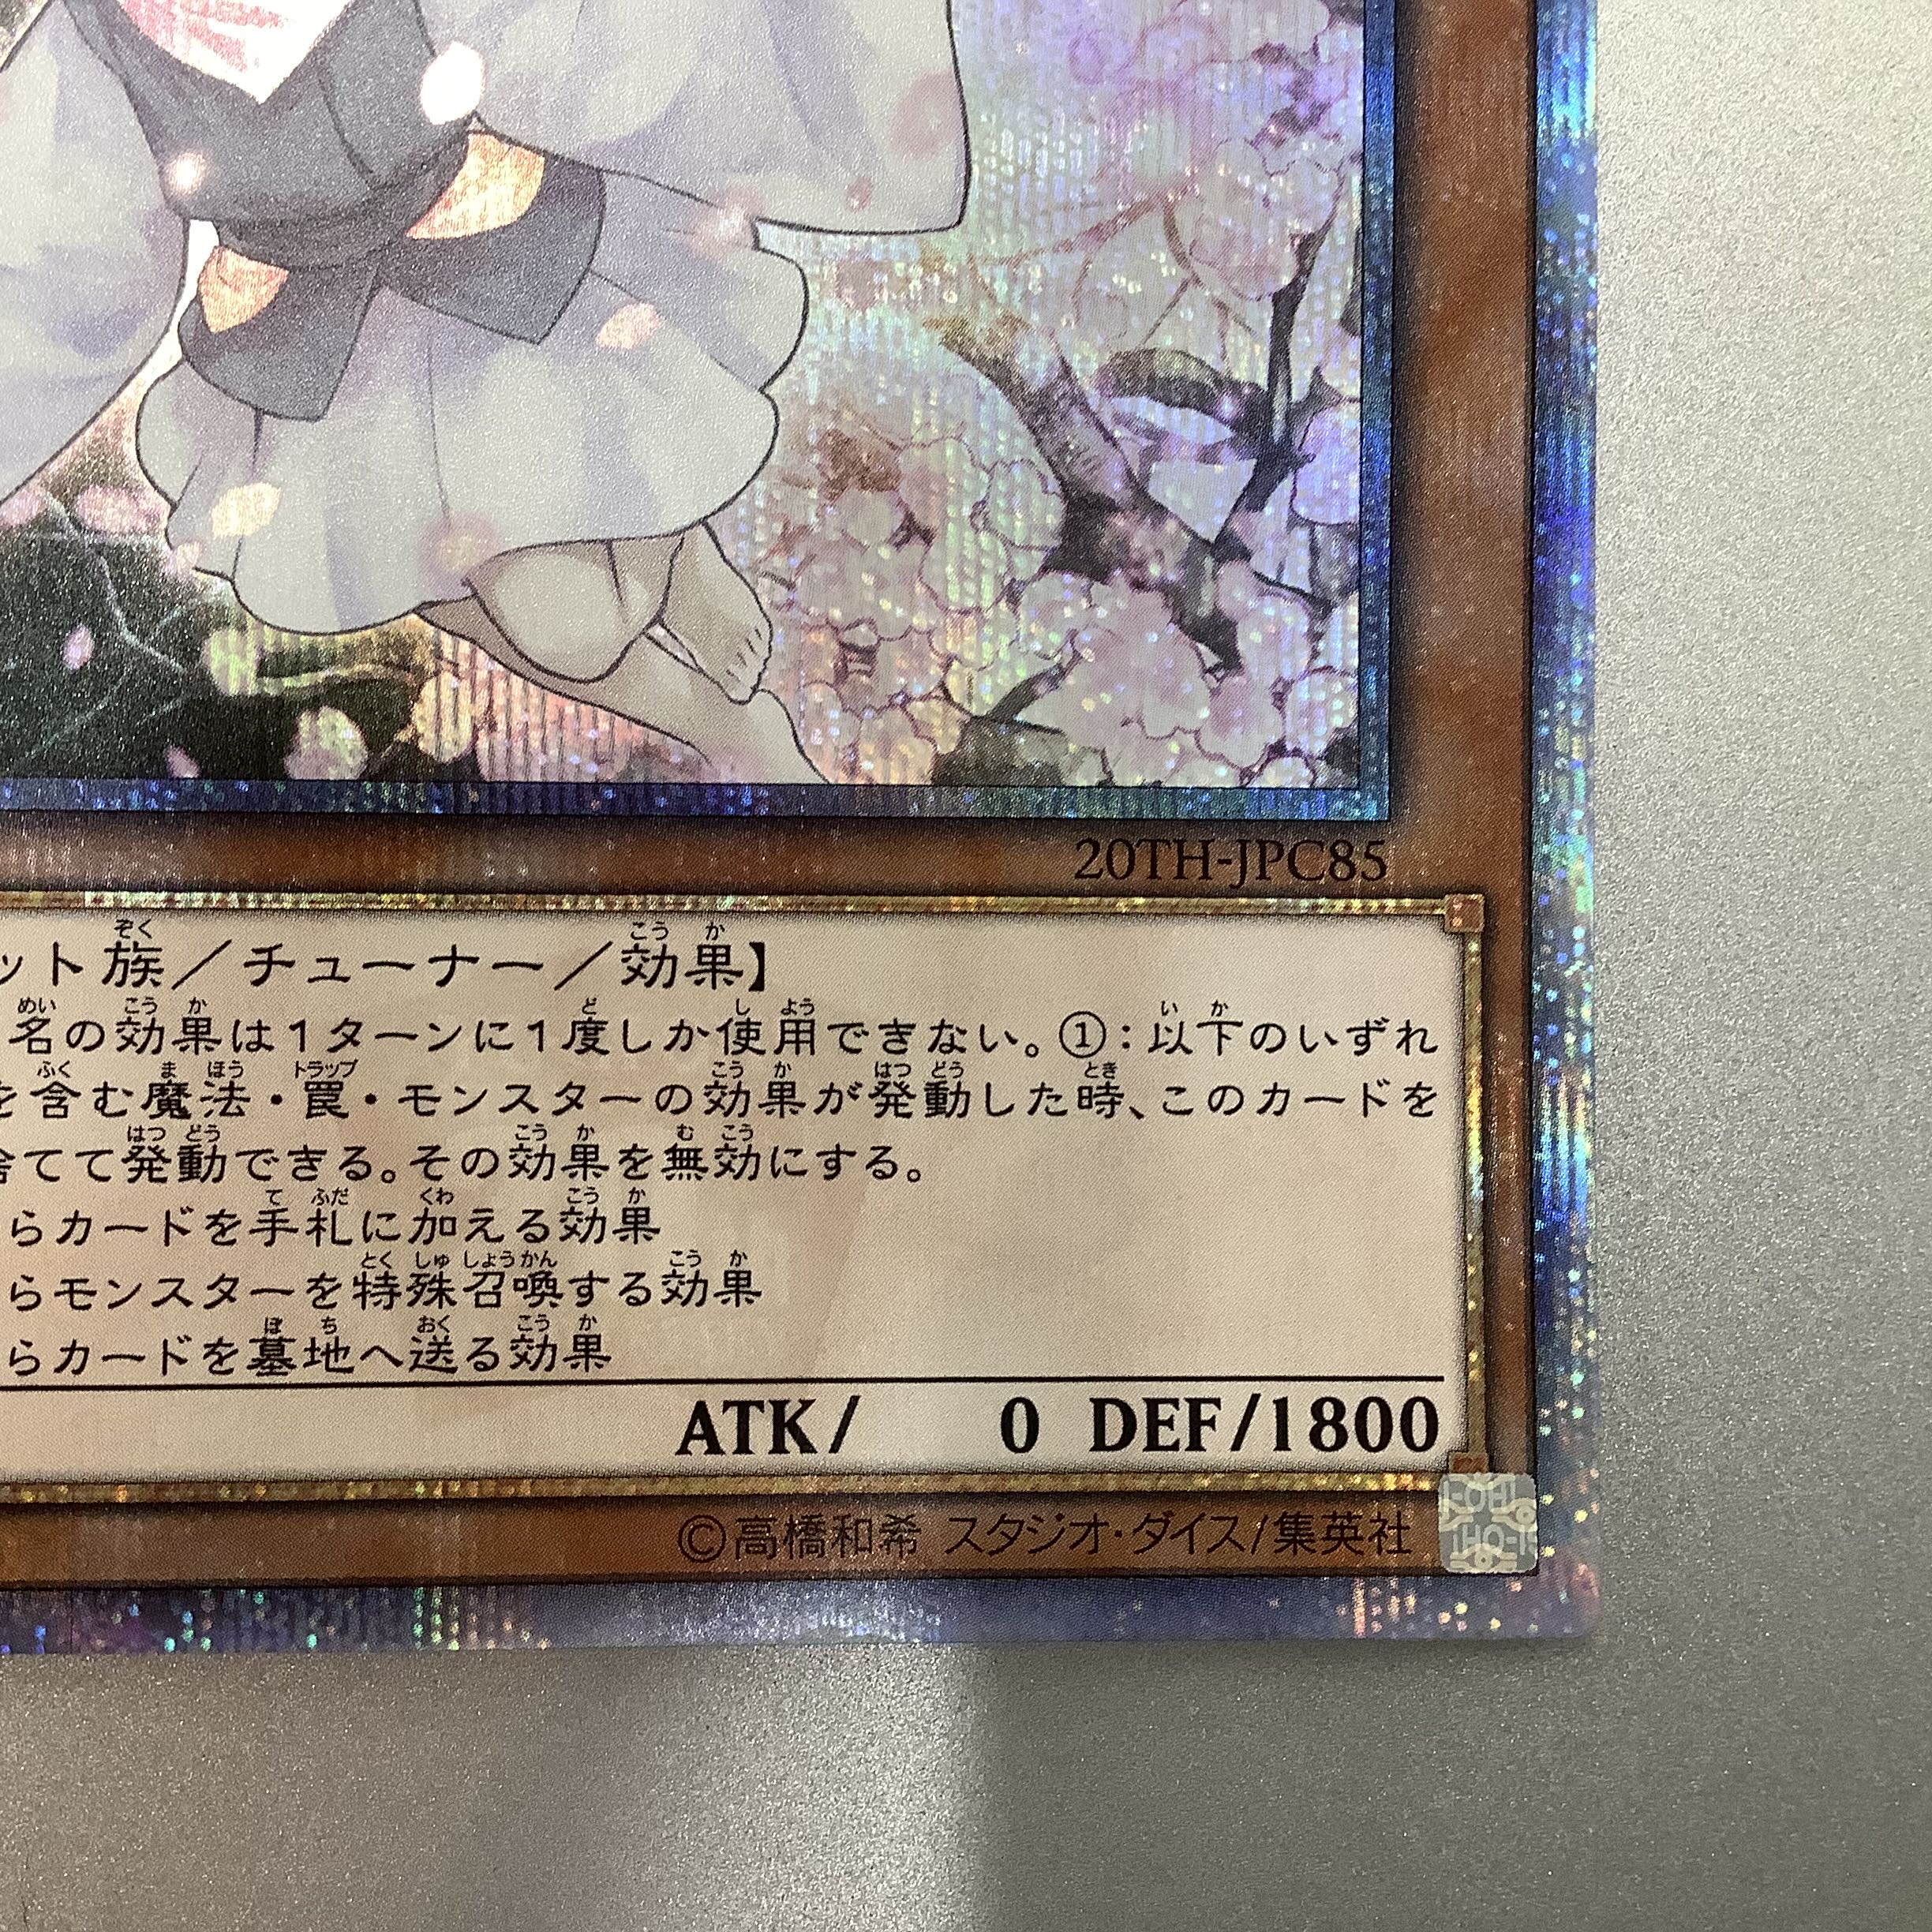 20TH-JPC85
ット族／チューナー／効果】
名の効果は1ターンに1度しか使用できない。①：以下のいずれ
を含む魔法・罠・モンスターの効果が発動した時、このカードを
捨てて発動できる。その効果を無効にする。
らカードを手札に加える効果
らモンスターを特殊召喚する効果
らカードを墓地へ送る効果
ATK/ 0 DEF/1800
©高橋和希 スタジオ・ダイス/集英社